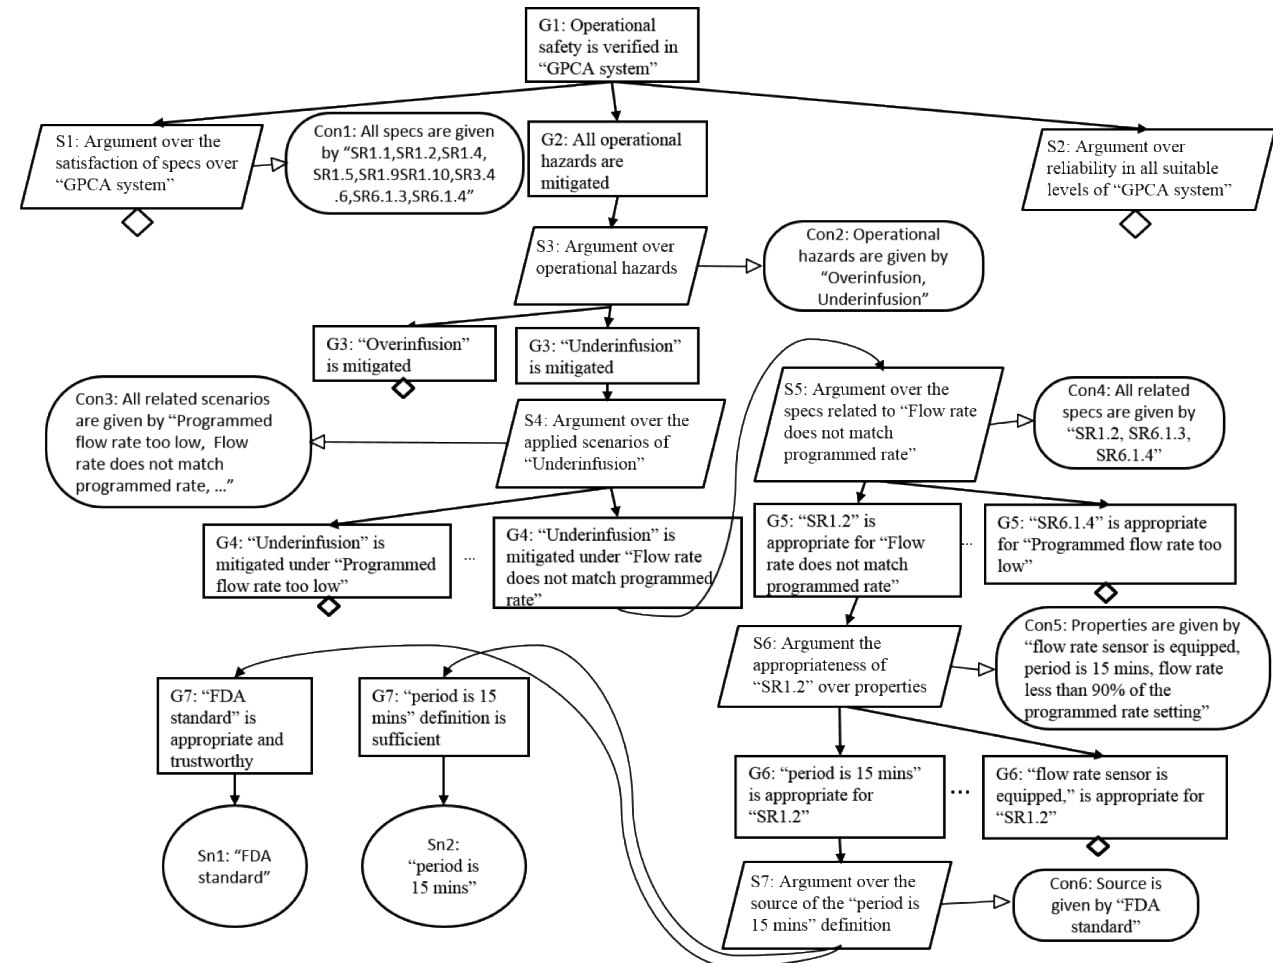 G1: Operational
safety is verified in
“GPCA system”
S1: Argument over the
satisfaction of specs over
“GPCA system”
Con1: All specs are given
by “SR1.1,SR1.2,SR1.4,
SR1.5,SR1.9SR1.10,SR3.4
.6,SR6.1.3,SR6.1.4”
G2: All operational
hazards are
mitigated
S2: Argument over
reliability in all suitable
levels of “GPCA system”
S3: Argument over
operational hazards
Con2: Operational
hazards are given by
“Overinfusion,
Underinfusion”
G3: “Overinfusion”
is mitigated
G3: “Underinfusion”
is mitigated
Con3: All related scenarios
are given by “Programmed
flow rate too low, Flow
rate does not match
programmed rate, ...”
S4: Argument over the
applied scenarios of
“Underinfusion”
S5: Argument over the
specs related to “Flow rate
does not match
programmed rate”
Con4: All related
specs are given by
“SR1.2, SR6.1.3,
SR6.1.4”
G4: “Underinfusion” is
mitigated under “Programmed
flow rate too low”
...
G4: “Underinfusion” is
mitigated under “Flow rate
does not match programmed
rate”
G5: “SR1.2” is
appropriate for “Flow
rate does not match
programmed rate”
...
G5: “SR6.1.4” is appropriate
for “Programmed flow rate too
low”
S6: Argument the
appropriateness of
“SR1.2” over properties
Con5: Properties are given by
“flow rate sensor is equipped,
period is 15 mins, flow rate
less than 90% of the
programmed rate setting”
G7: “FDA
standard” is
appropriate and
trustworthy
G7: “period is 15
mins” definition is
sufficient
G6: “period is 15 mins”
is appropriate for
“SR1.2”
...
G6: “flow rate sensor is
equipped,” is appropriate for
“SR1.2”
Sn1: “FDA
standard”
Sn2:
“period is
15 mins”
S7: Argument over the
source of the “period is
15 mins” definition
Con6: Source is
given by “FDA
standard”